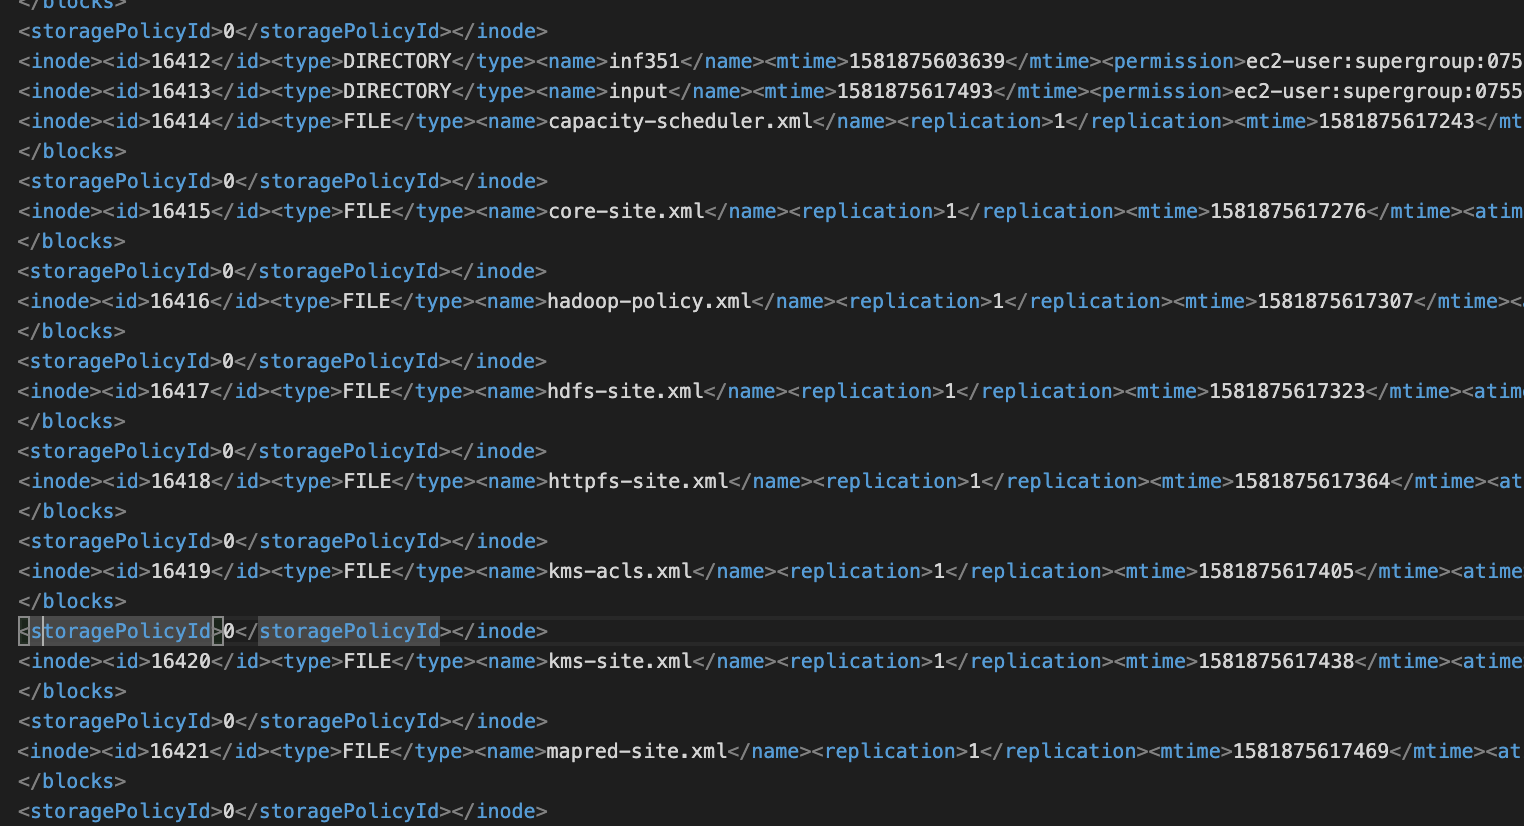 </blocks>
<storagePolicyId>0</storagePolicyId></inode>
<inode><id>16412</id><type>DIRECTORY</type><name>inf351</name><mtime>1581875603639</mtime><permission>ec2-user:supergroup:075
<inode><id>16413</id><type>DIRECTORY</type><name>input</name><mtime>1581875617493</mtime><permission>ec2-user:supergroup:0755
<inode><id>16414</id><type>FILE</type><name>capacity-scheduler.xml</name><replication>1</replication><mtime>1581875617243</mt
</blocks>
<storagePolicyId>0</storagePolicyId></inode>
<inode><id>16415</id><type>FILE</type><name>core-site.xml</name><replication>1</replication><mtime>1581875617276</mtime><atim
</blocks>
<storagePolicyId>0</storagePolicyId></inode>
<inode><id>16416</id><type>FILE</type><name>hadoop-policy.xml</name><replication>1</replication><mtime>1581875617307</mtime><
</blocks>
<storagePolicyId>0</storagePolicyId></inode>
<inode><id>16417</id><type>FILE</type><name>hdfs-site.xml</name><replication>1</replication><mtime>1581875617323</mtime><atim
</blocks>
<storagePolicyId>0</storagePolicyId></inode>
<inode><id>16418</id><type>FILE</type><name>httpfs-site.xml</name><replication>1</replication><mtime>1581875617364</mtime><at
</blocks>
<storagePolicyId>0</storagePolicyId></inode>
<inode><id>16419</id><type>FILE</type><name>kms-acls.xml</name><replication>1</replication><mtime>1581875617405</mtime><atime
</blocks>
<storagePolicyId>0</storagePolicyId></inode>
<inode><id>16420</id><type>FILE</type><name>kms-site.xml</name><replication>1</replication><mtime>1581875617438</mtime><atime
</blocks>
<storagePolicyId>0</storagePolicyId></inode>
<inode><id>16421</id><type>FILE</type><name>mapred-site.xml</name><replication>1</replication><mtime>1581875617469</mtime><at
</blocks>
<storagePolicyId>0</storagePolicyId></inode>